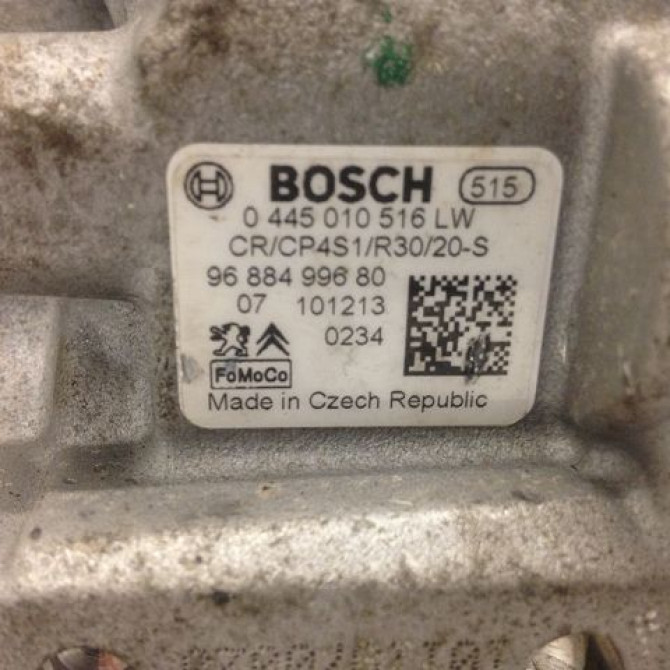 BOSCH 515
0 445 010 516 LW
CR/CP4S1/R30/20-S
96 884 996 80
07 101213
0234
FoMoCo
Made in Czech Republic